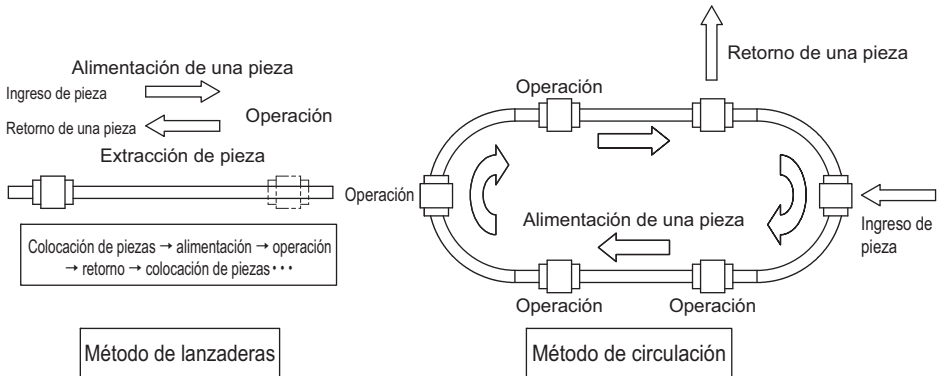 Alimentación de una pieza
Ingreso de pieza
Retorno de una pieza
Operación
Extracción de pieza
Colocación de piezas → alimentación → operación
→ retorno → colocación de piezas・・・
Método de lanzaderas
Retorno de una pieza
Operación
Operación
Alimentación de una pieza
Ingreso de
pieza
Operación
Operación
Método de circulación